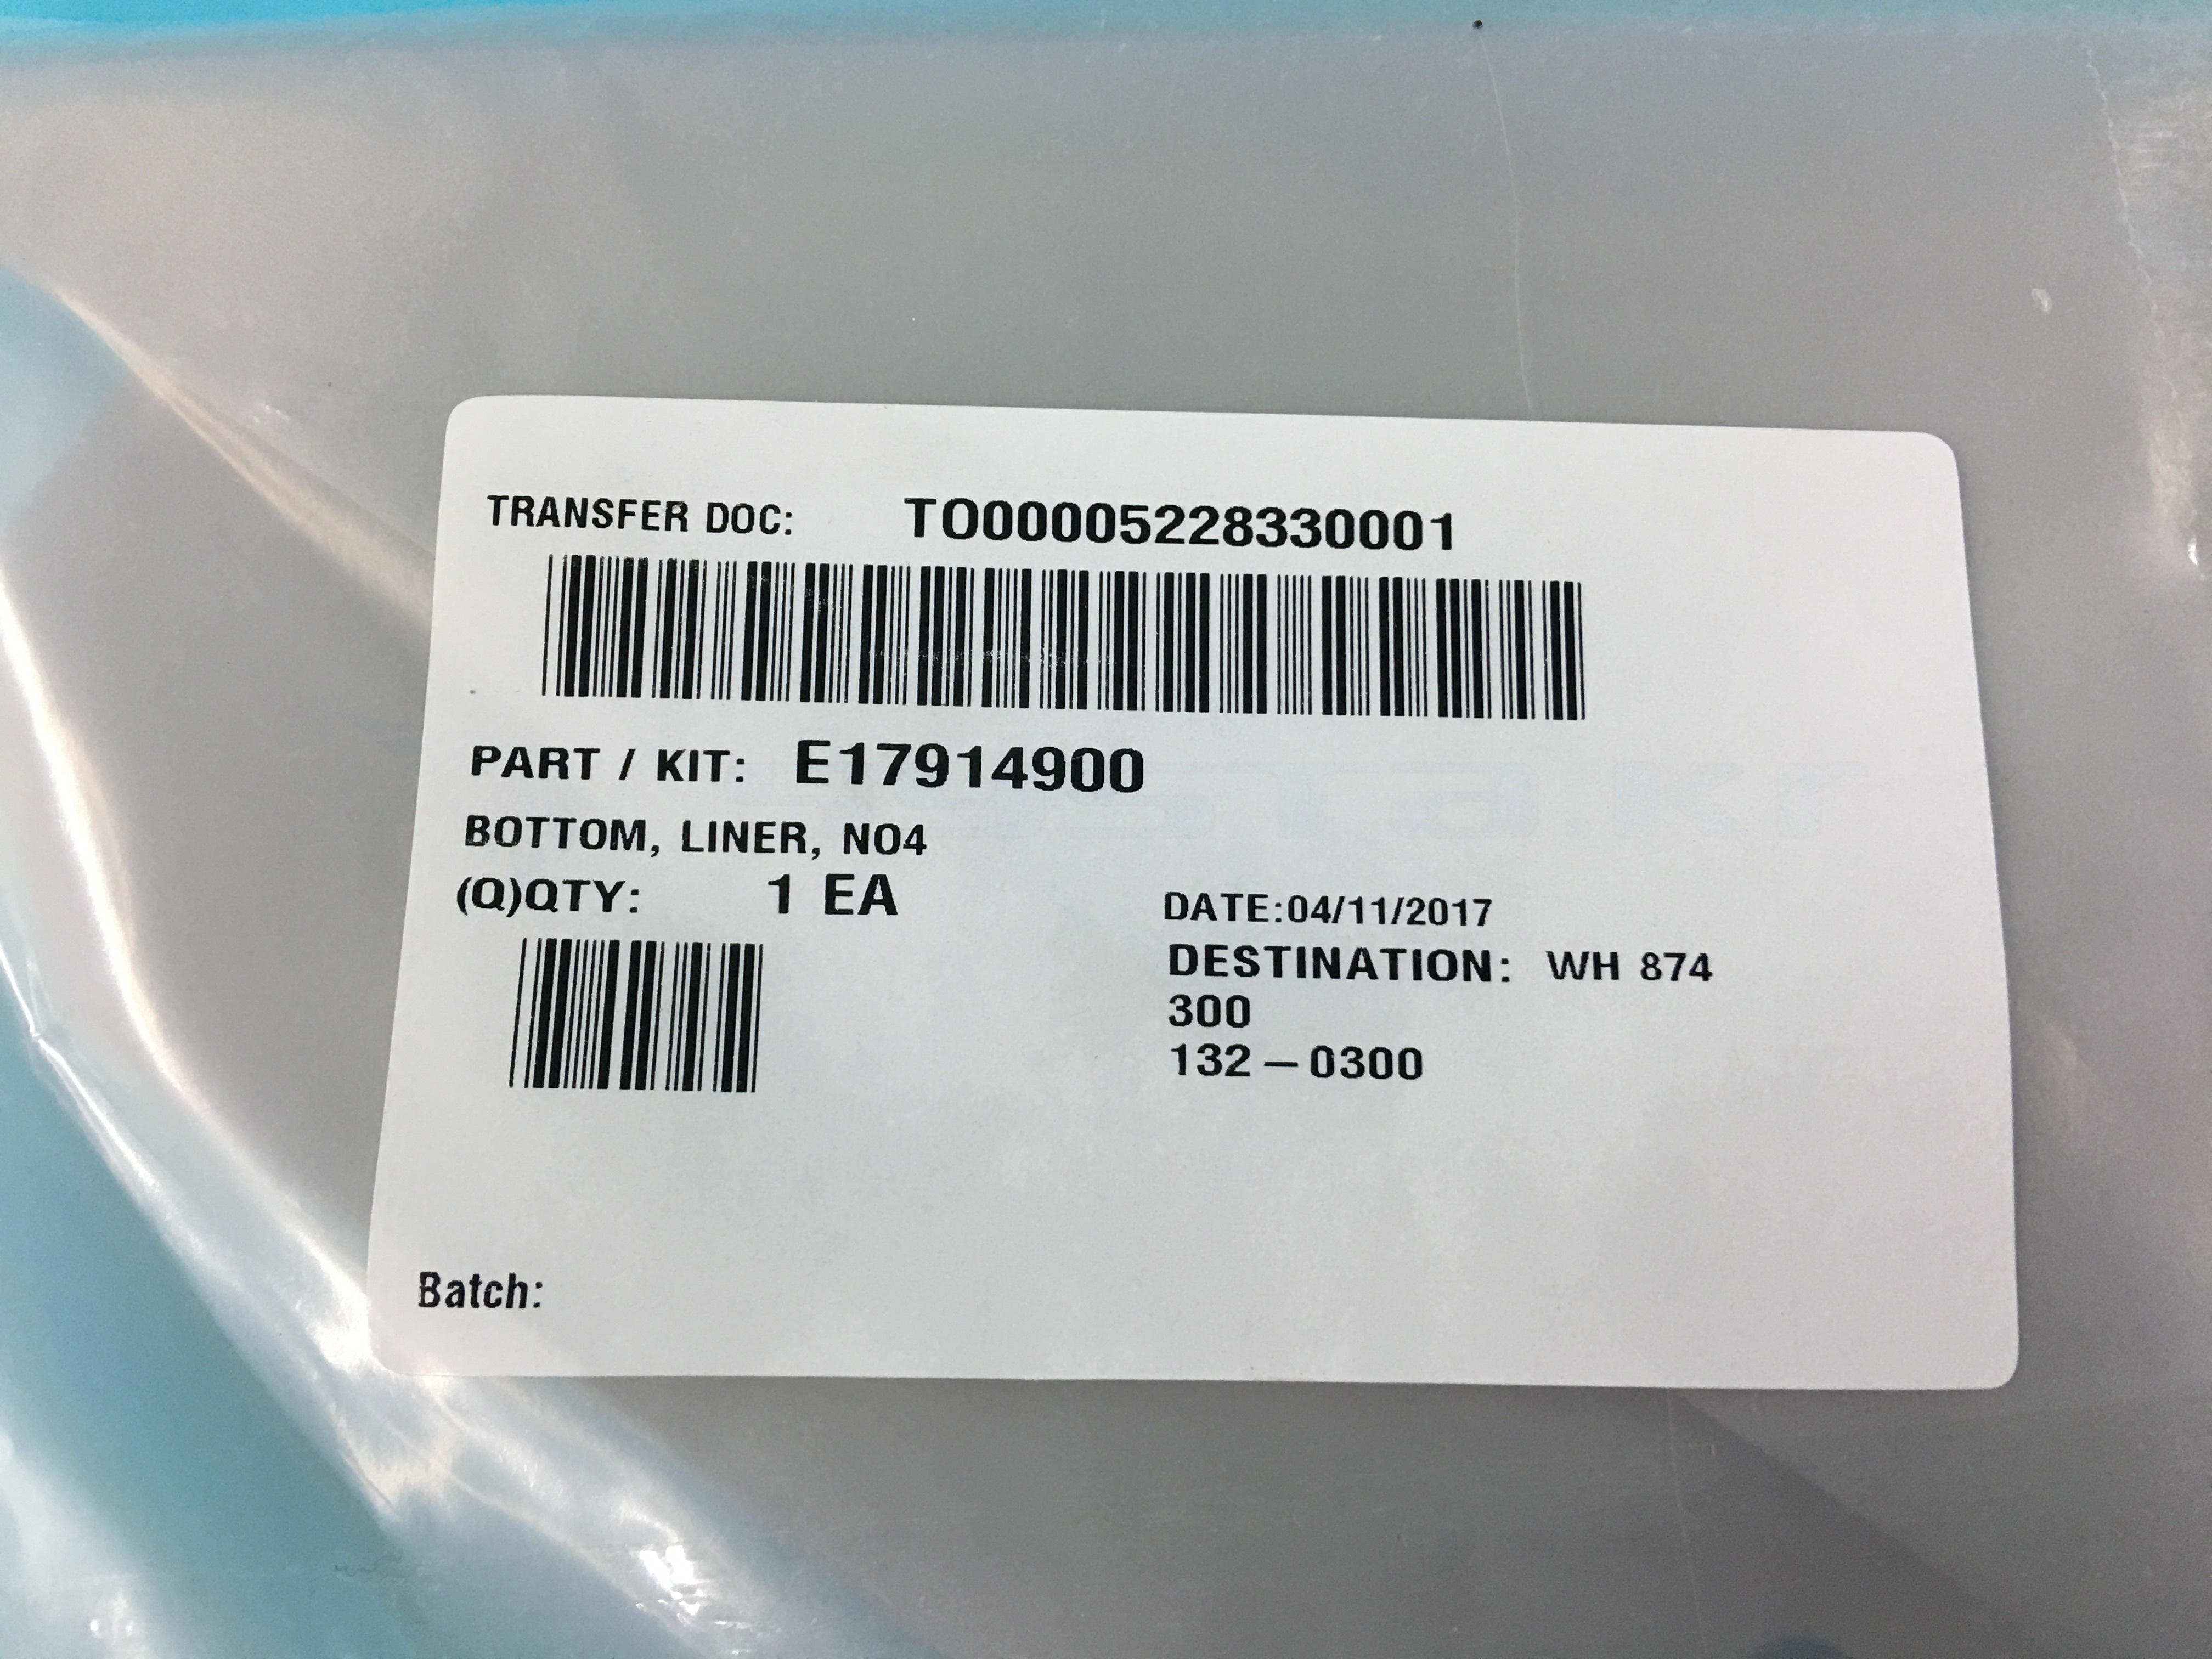 TRANSFER DOC: TO00005228330001
PART / KIT: E17914900
BOTTOM, LINER, NO4
(Q)QTY: 1 EA
DATE:04/11/2017
DESTINATION: WH 874
300
132 – 0300
Batch: